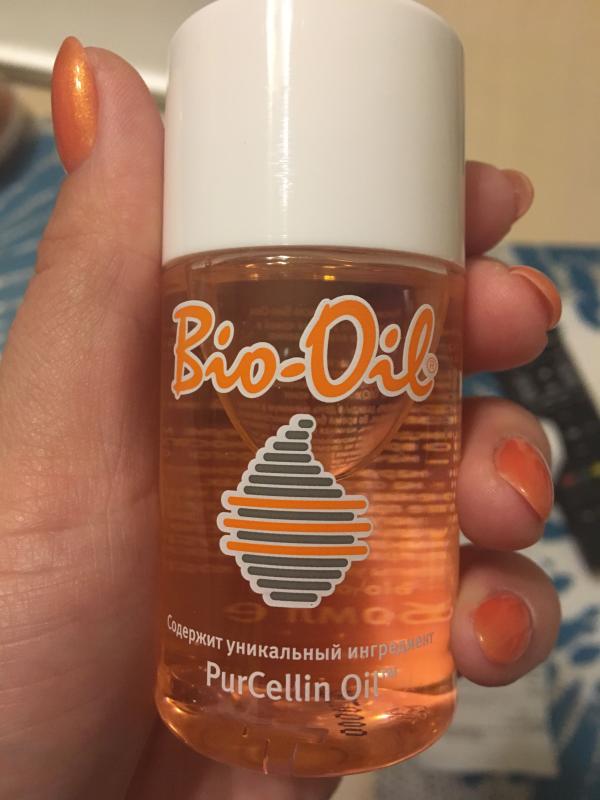 Bio-Oil®
Содержит уникальный ингредиент
PurCellin Oil™